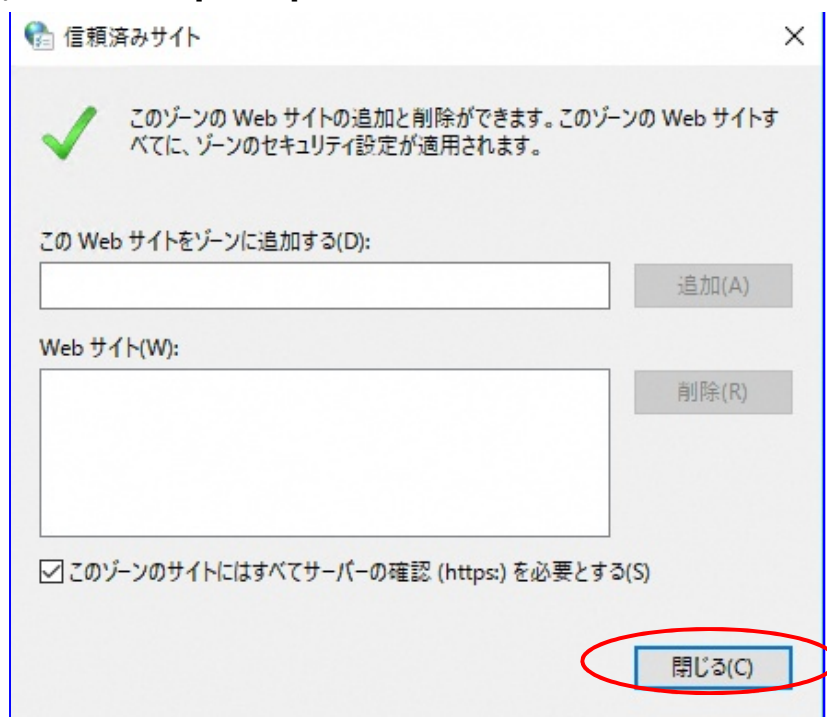 信頼済みサイト
このゾーンの Web サイトの追加と削除ができます。このゾーンの Web サイトす
べてに、ゾーンのセキュリティ設定が適用されます。
この Web サイトをゾーンに追加する(D):
追加(A)
Web サイト(W):
削除(R)
このゾーンのサイトにはすべてサーバーの確認 (https:) を必要とする(S)
閉じる(C)